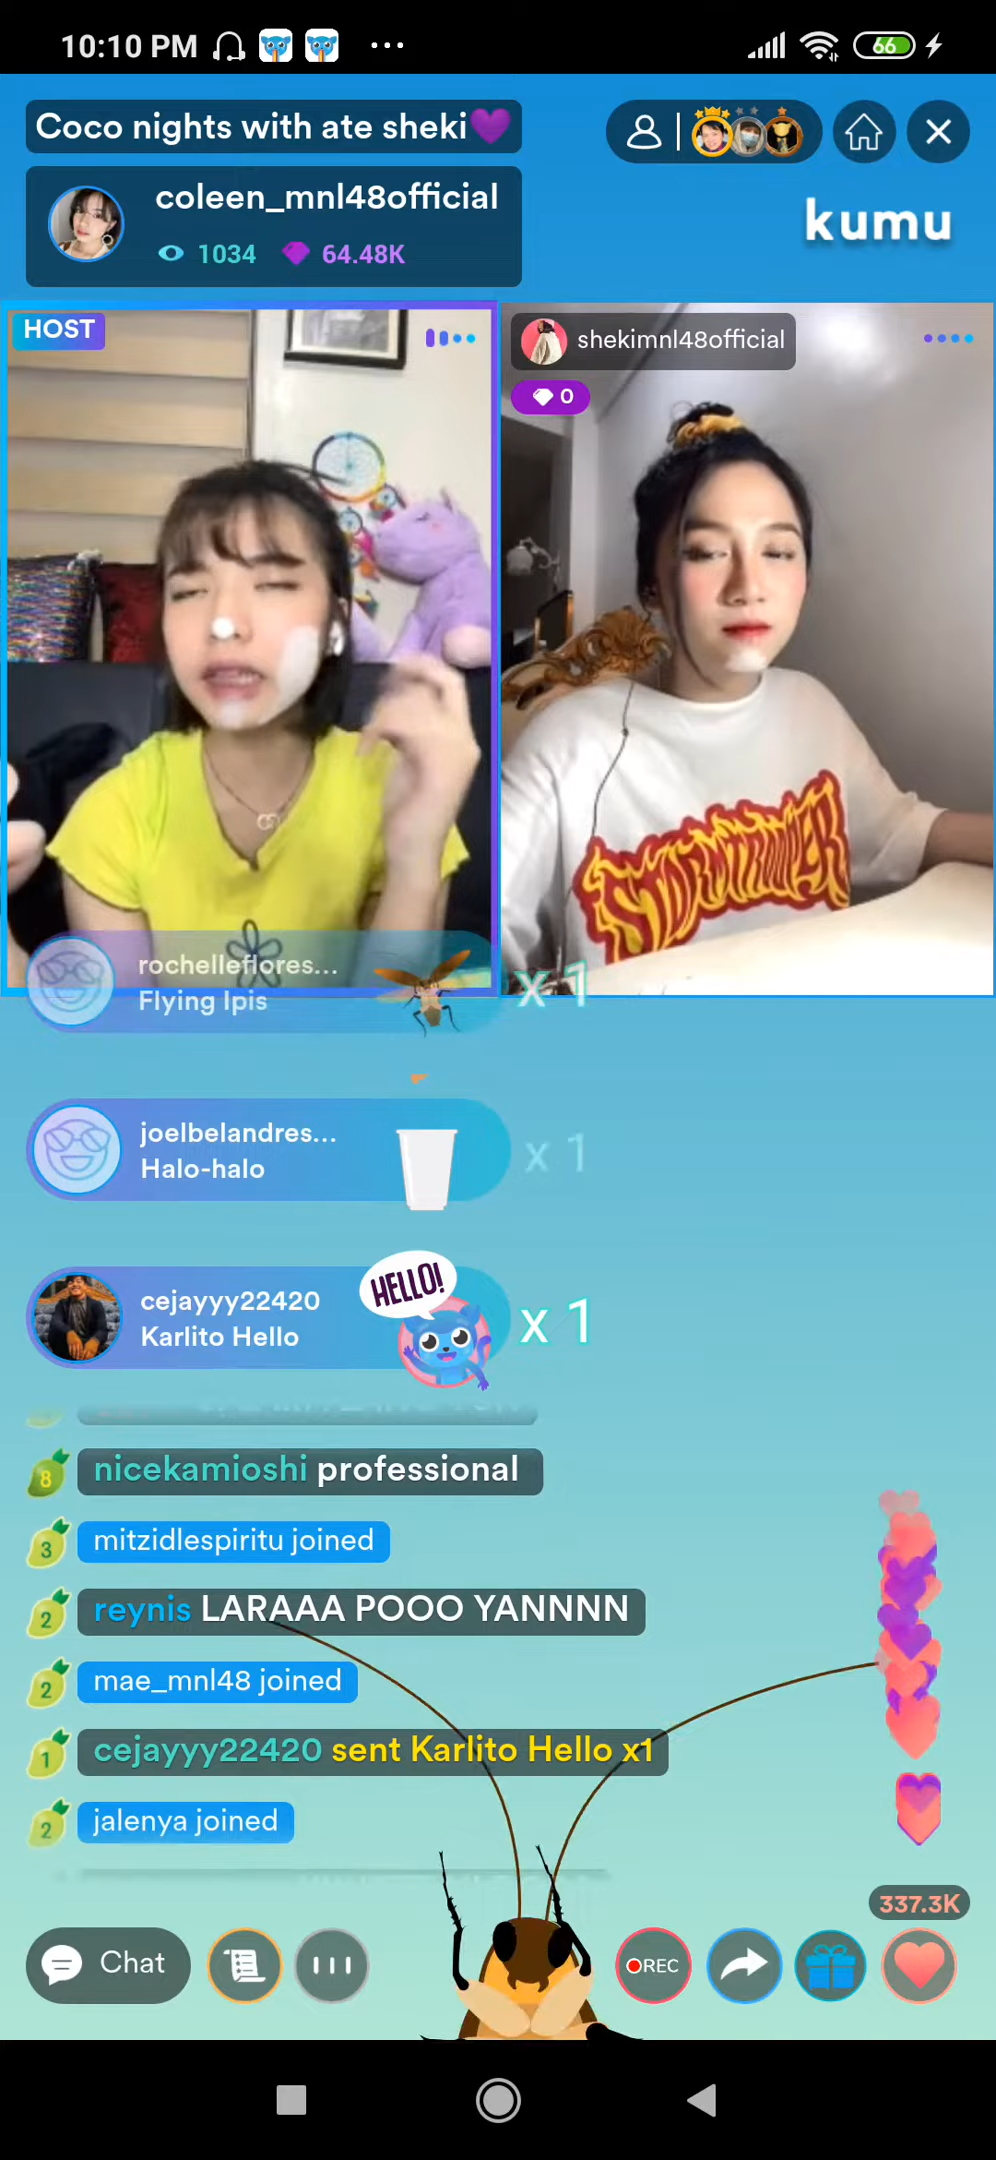 10:10 PM
66
Coco nights with ate sheki💜
coleen_mnl48official
1034
64.48K
kumu
HOST
shekimnl48official
0
STORMTROOPER
rochelleflores...
Flying Ipis
x 1
joelbelandres...
Halo-halo
x 1
HELLO!
cejayyy22420
Karlito Hello
x 1
8
nicekamioshi professional
3
mitzidlespiritu joined
2
reynis LARAAA POOO YANNNN
2
mae_mnl48 joined
1
cejayyy22420 sent Karlito Hello x1
2
jalenya joined
337.3K
Chat
REC